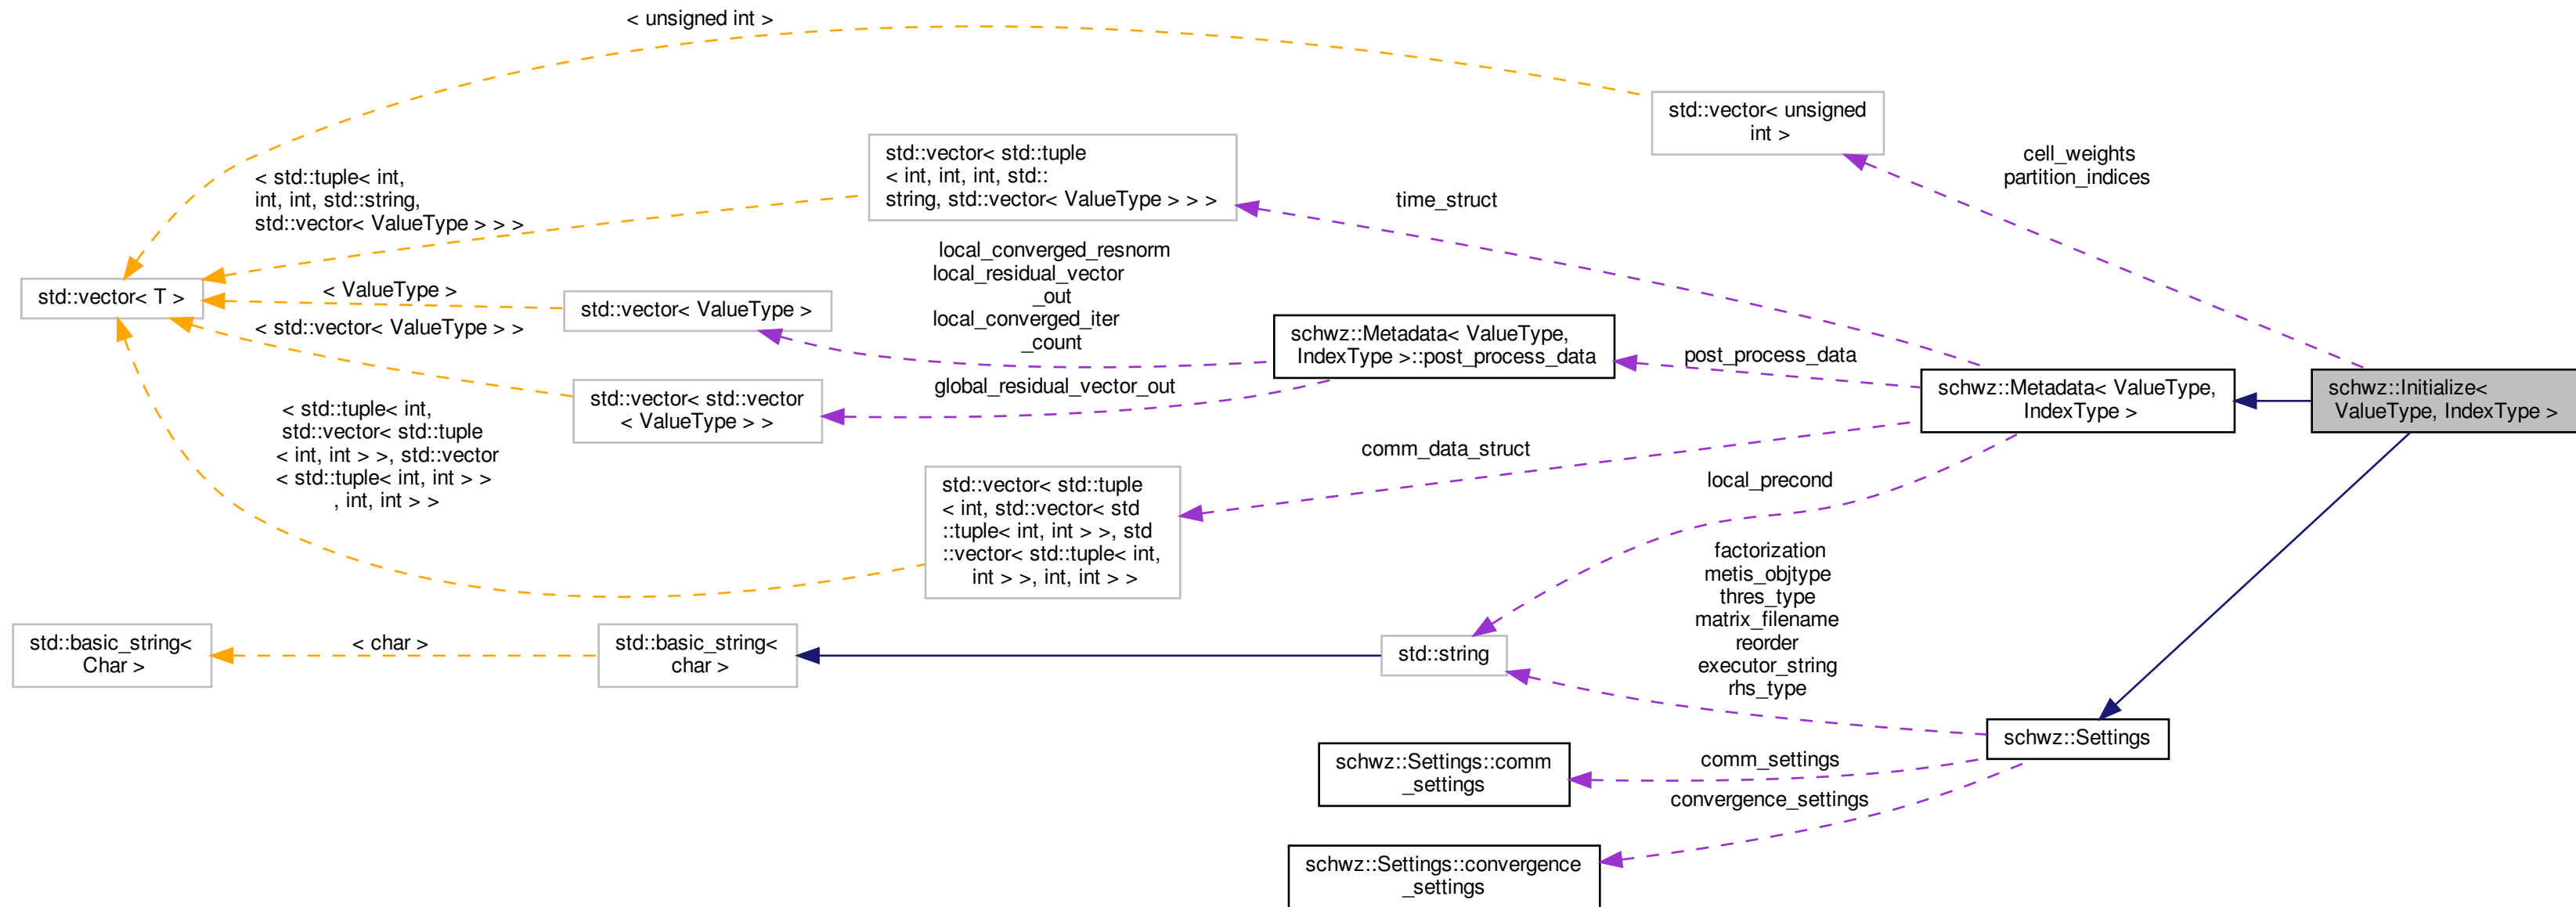 < unsigned int >
std::vector< unsigned
int >
cell_weights
partition_indices
std::vector< std::tuple
< int, int, int, std::
string, std::vector< ValueType > > >
time_struct
< std::tuple< int,
int, int, std::string,
std::vector< ValueType > > >
local_converged_resnorm
local_residual_vector
_out
local_converged_iter
_count
std::vector< T >
< ValueType >
std::vector< ValueType >
< std::vector< ValueType > >
schwz::Metadata< ValueType,
IndexType >::post_process_data
post_process_data
global_residual_vector_out
schwz::Metadata< ValueType,
IndexType >
schwz::Initialize<
ValueType, IndexType >
std::vector< std::vector
< ValueType > >
< std::tuple< int,
std::vector< std::tuple
< int, int > >, std::vector
< std::tuple< int, int > >
, int, int > >
comm_data_struct
local_precond
std::vector< std::tuple
< int, std::vector< std
::tuple< int, int > >, std
::vector< std::tuple< int,
int > >, int, int > >
factorization
metis_objtype
thres_type
matrix_filename
reorder
executor_string
rhs_type
std::basic_string<
Char >
< char >
std::basic_string<
char >
std::string
schwz::Settings
schwz::Settings::comm
_settings
comm_settings
convergence_settings
schwz::Settings::convergence
_settings